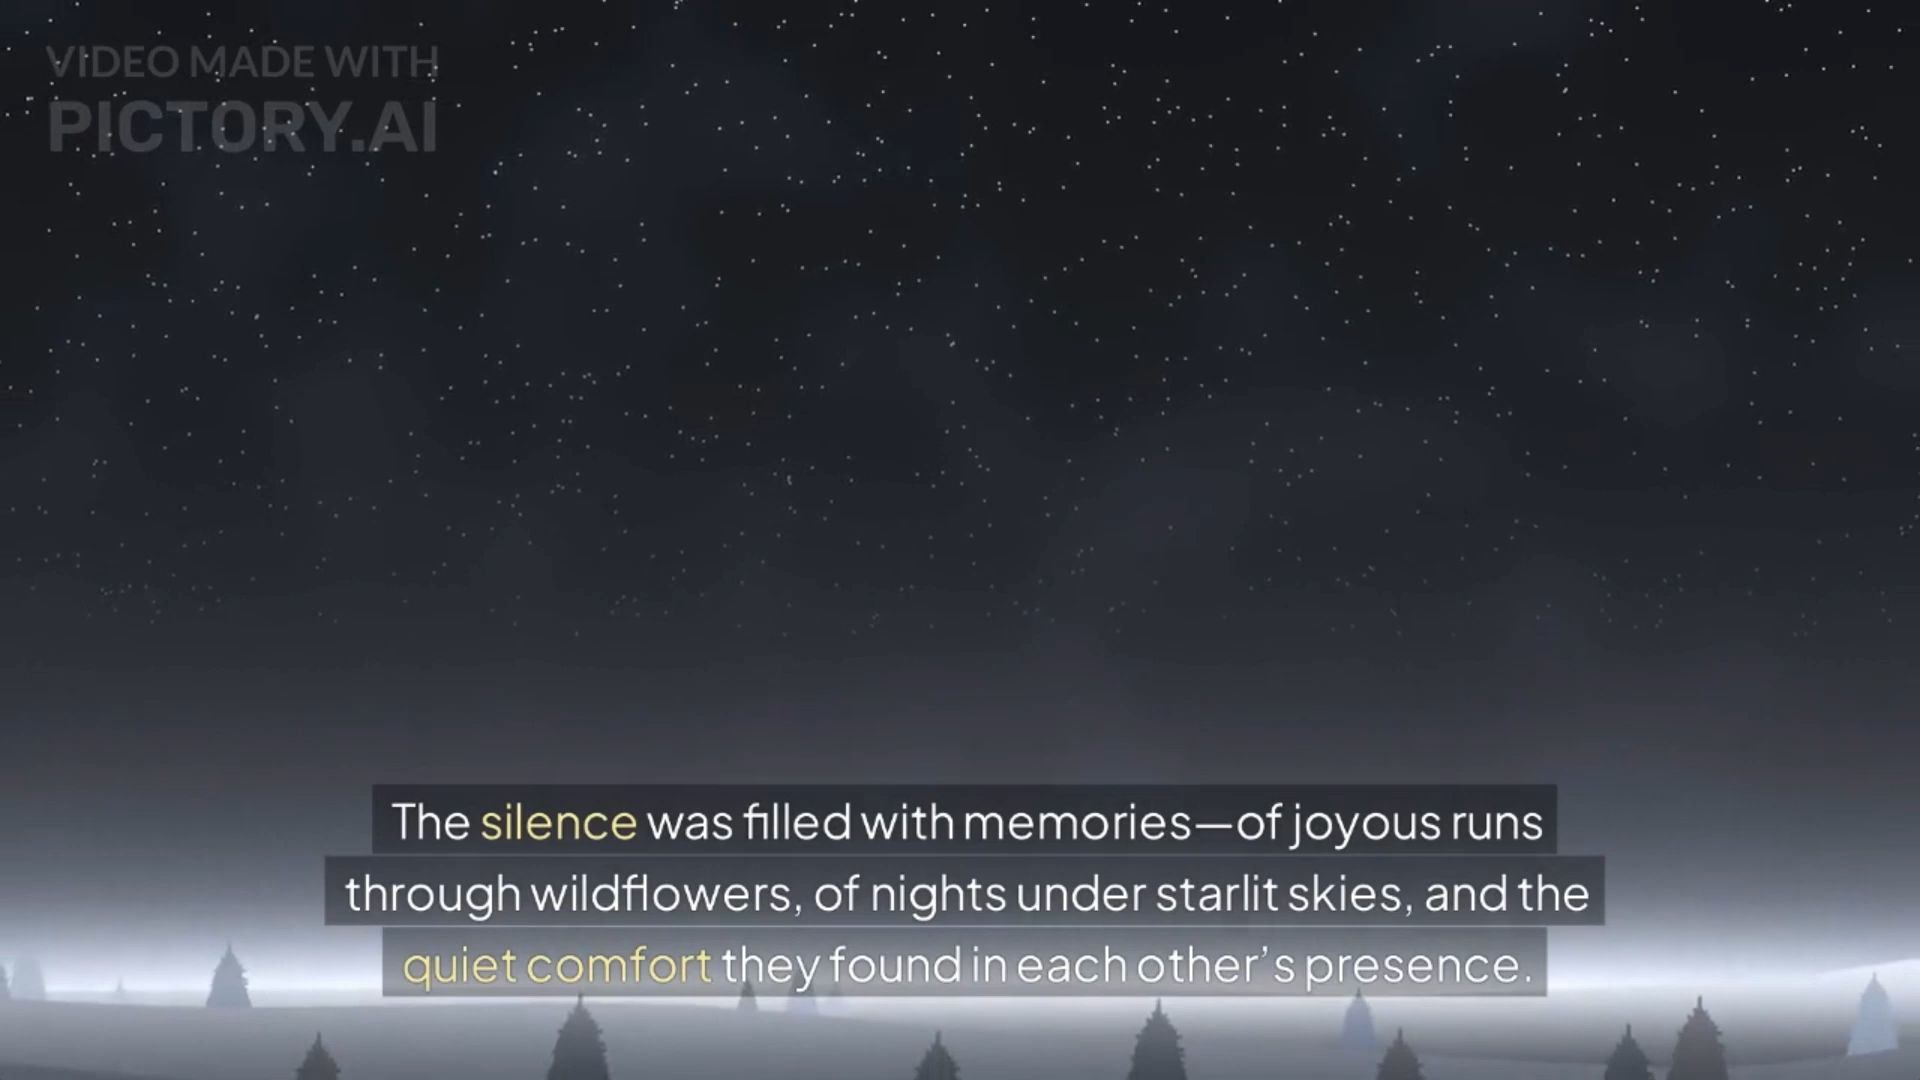 VIDEO MADE WITH
PICTORY.AI
The silence was filled with memories—of joyous runs
through wildflowers, of nights under starlit skies, and the
quiet comfort they found in each other’s presence.